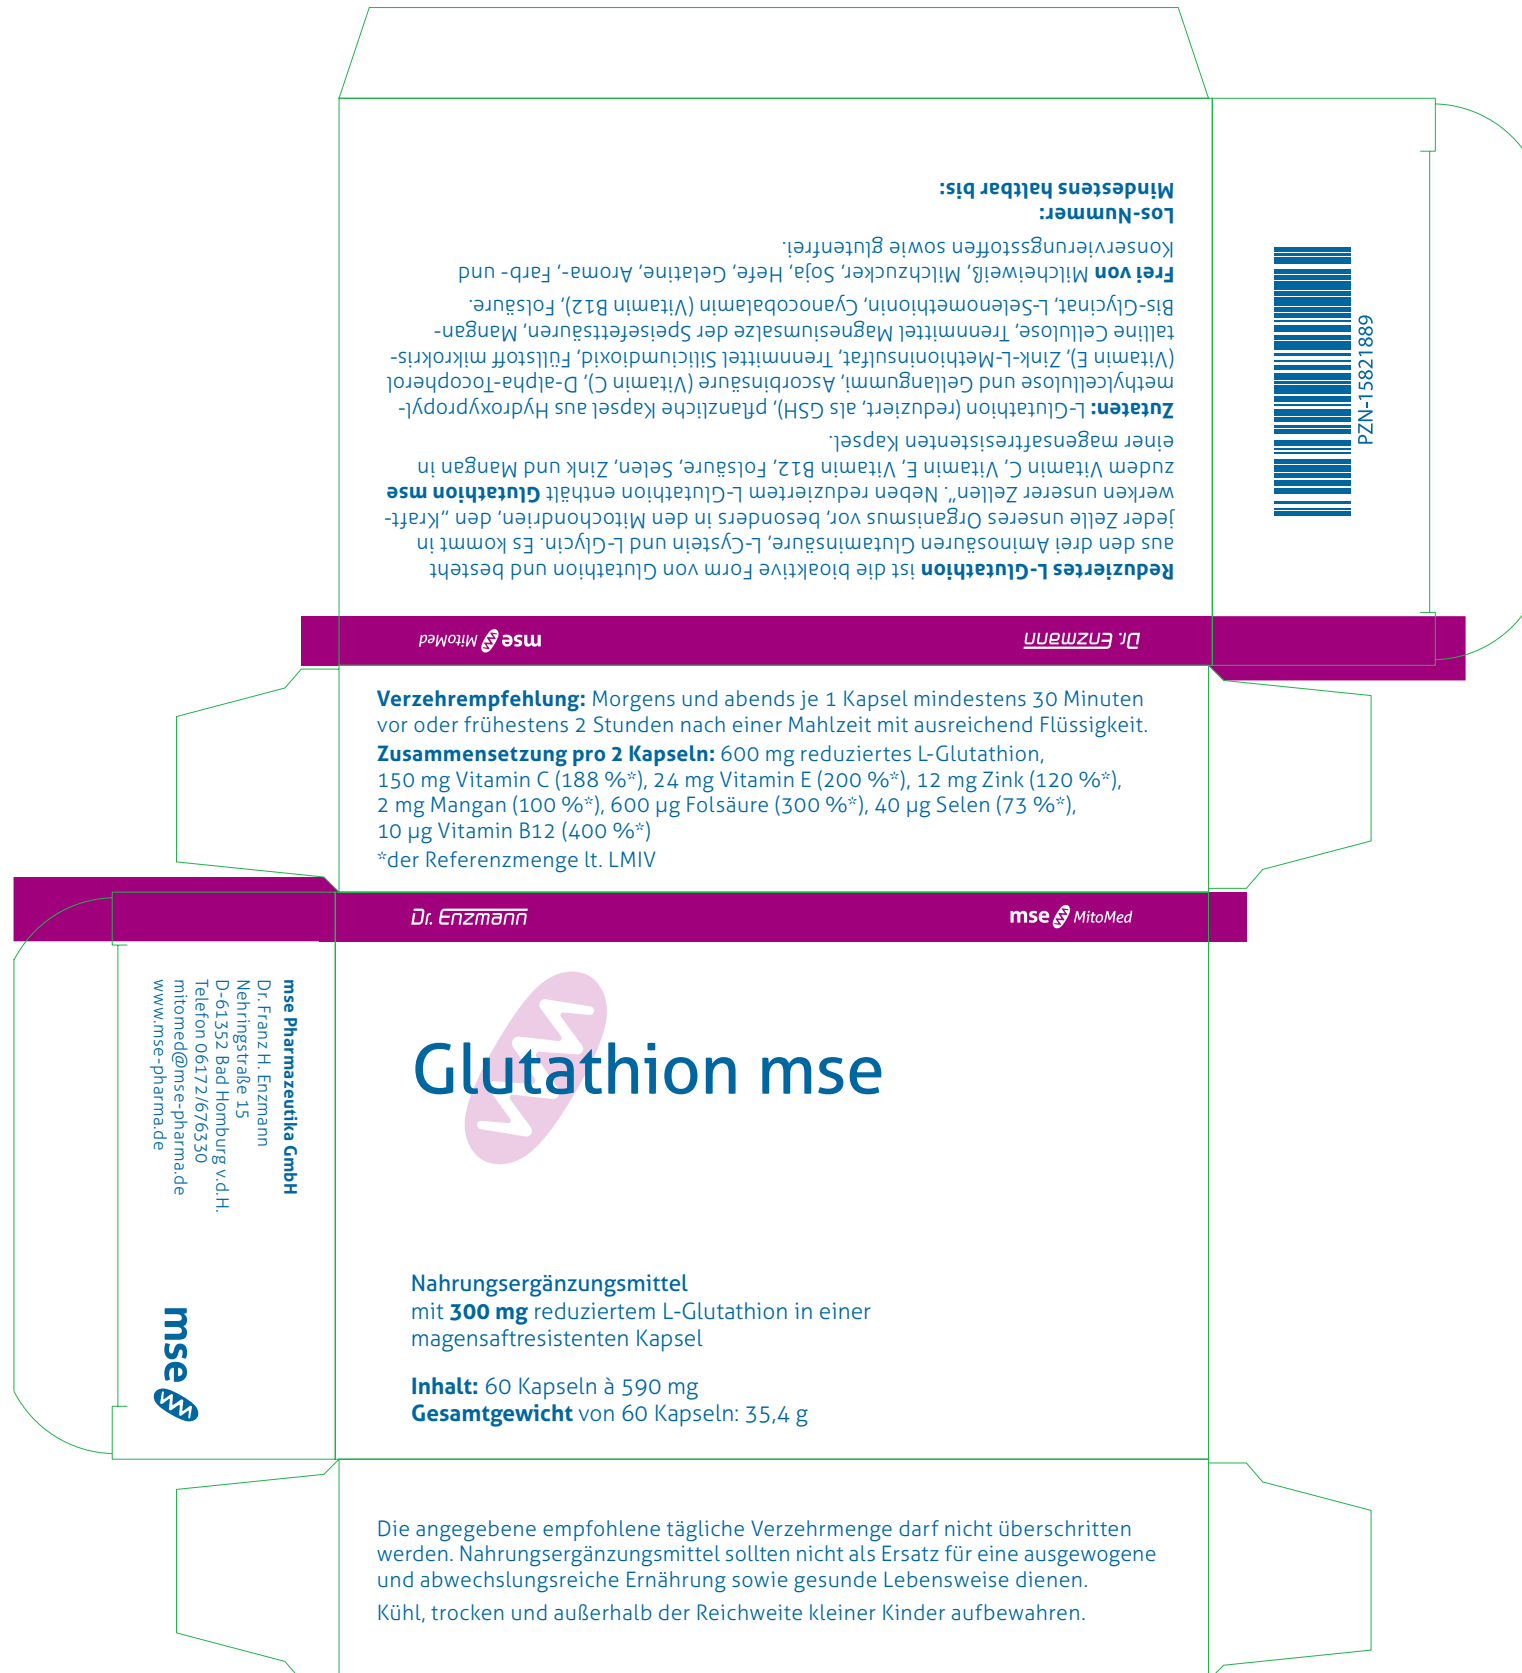 Reduziertes L-Glutathion ist die bioaktive Form von Glutathion und besteht
aus den drei Aminosäuren Glutaminsäure, L-Cystein und L-Glycin. Es kommt in
jeder Zelle unseres Organismus vor, besonders in den Mitochondrien, den „Kraft-
werken unserer Zellen“. Neben reduziertem L-Glutathion enthält Glutathion mse
zudem Vitamin C, Vitamin E, Vitamin B12, Folsäure, Selen, Zink und Mangan in
einer magensaftresistenten Kapsel.
Zutaten: L-Glutathion (reduziert, als GSH), pflanzliche Kapsel aus Hydroxypropyl-
methylcellulose und Gellangummi, Ascorbinsäure (Vitamin C), D-alpha-Tocopherol
(Vitamin E), Zink-L-Methioninsulfat, Trennmittel Siliciumdioxid, Füllstoff mikrokris-
talline Cellulose, Trennmittel Magnesiumsalze der Speisefettsäuren, Mangan-
Bis-Glycinat, L-Selenomethionin, Cyanocobalamin (Vitamin B12), Folsäure.
Frei von Milcheiweiß, Milchzucker, Soja, Hefe, Gelatine, Aroma-, Farb- und
Konservierungsstoffen sowie glutenfrei.
Los-Nummer:
Mindestens haltbar bis:
PZN-15821889
Dr. Enzmann
mse MitoMed
Verzehrempfehlung: Morgens und abends je 1 Kapsel mindestens 30 Minuten
vor oder frühestens 2 Stunden nach einer Mahlzeit mit ausreichend Flüssigkeit.
Zusammensetzung pro 2 Kapseln: 600 mg reduziertes L-Glutathion,
150 mg Vitamin C (188 %*), 24 mg Vitamin E (200 %*), 12 mg Zink (120 %*),
2 mg Mangan (100 %*), 600 µg Folsäure (300 %*), 40 µg Selen (73 %*),
10 µg Vitamin B12 (400 %*)
*der Referenzmenge lt. LMIV
Dr. Enzmann
mse MitoMed
mse Pharmazeutika GmbH
Dr. Franz H. Enzmann
Nehringstraße 15
D-61352 Bad Homburg v.d.H.
Telefon 06172/676330
mitomed@mse-pharma.de
www.mse-pharma.de
mse
Glutathion mse
Nahrungsergänzungsmittel
mit 300 mg reduziertem L-Glutathion in einer
magensaftresistenten Kapsel
Inhalt: 60 Kapseln à 590 mg
Gesamtgewicht von 60 Kapseln: 35,4 g
Die angegebene empfohlene tägliche Verzehrmenge darf nicht überschritten
werden. Nahrungsergänzungsmittel sollten nicht als Ersatz für eine ausgewogene
und abwechslungsreiche Ernährung sowie gesunde Lebensweise dienen.
Kühl, trocken und außerhalb der Reichweite kleiner Kinder aufbewahren.